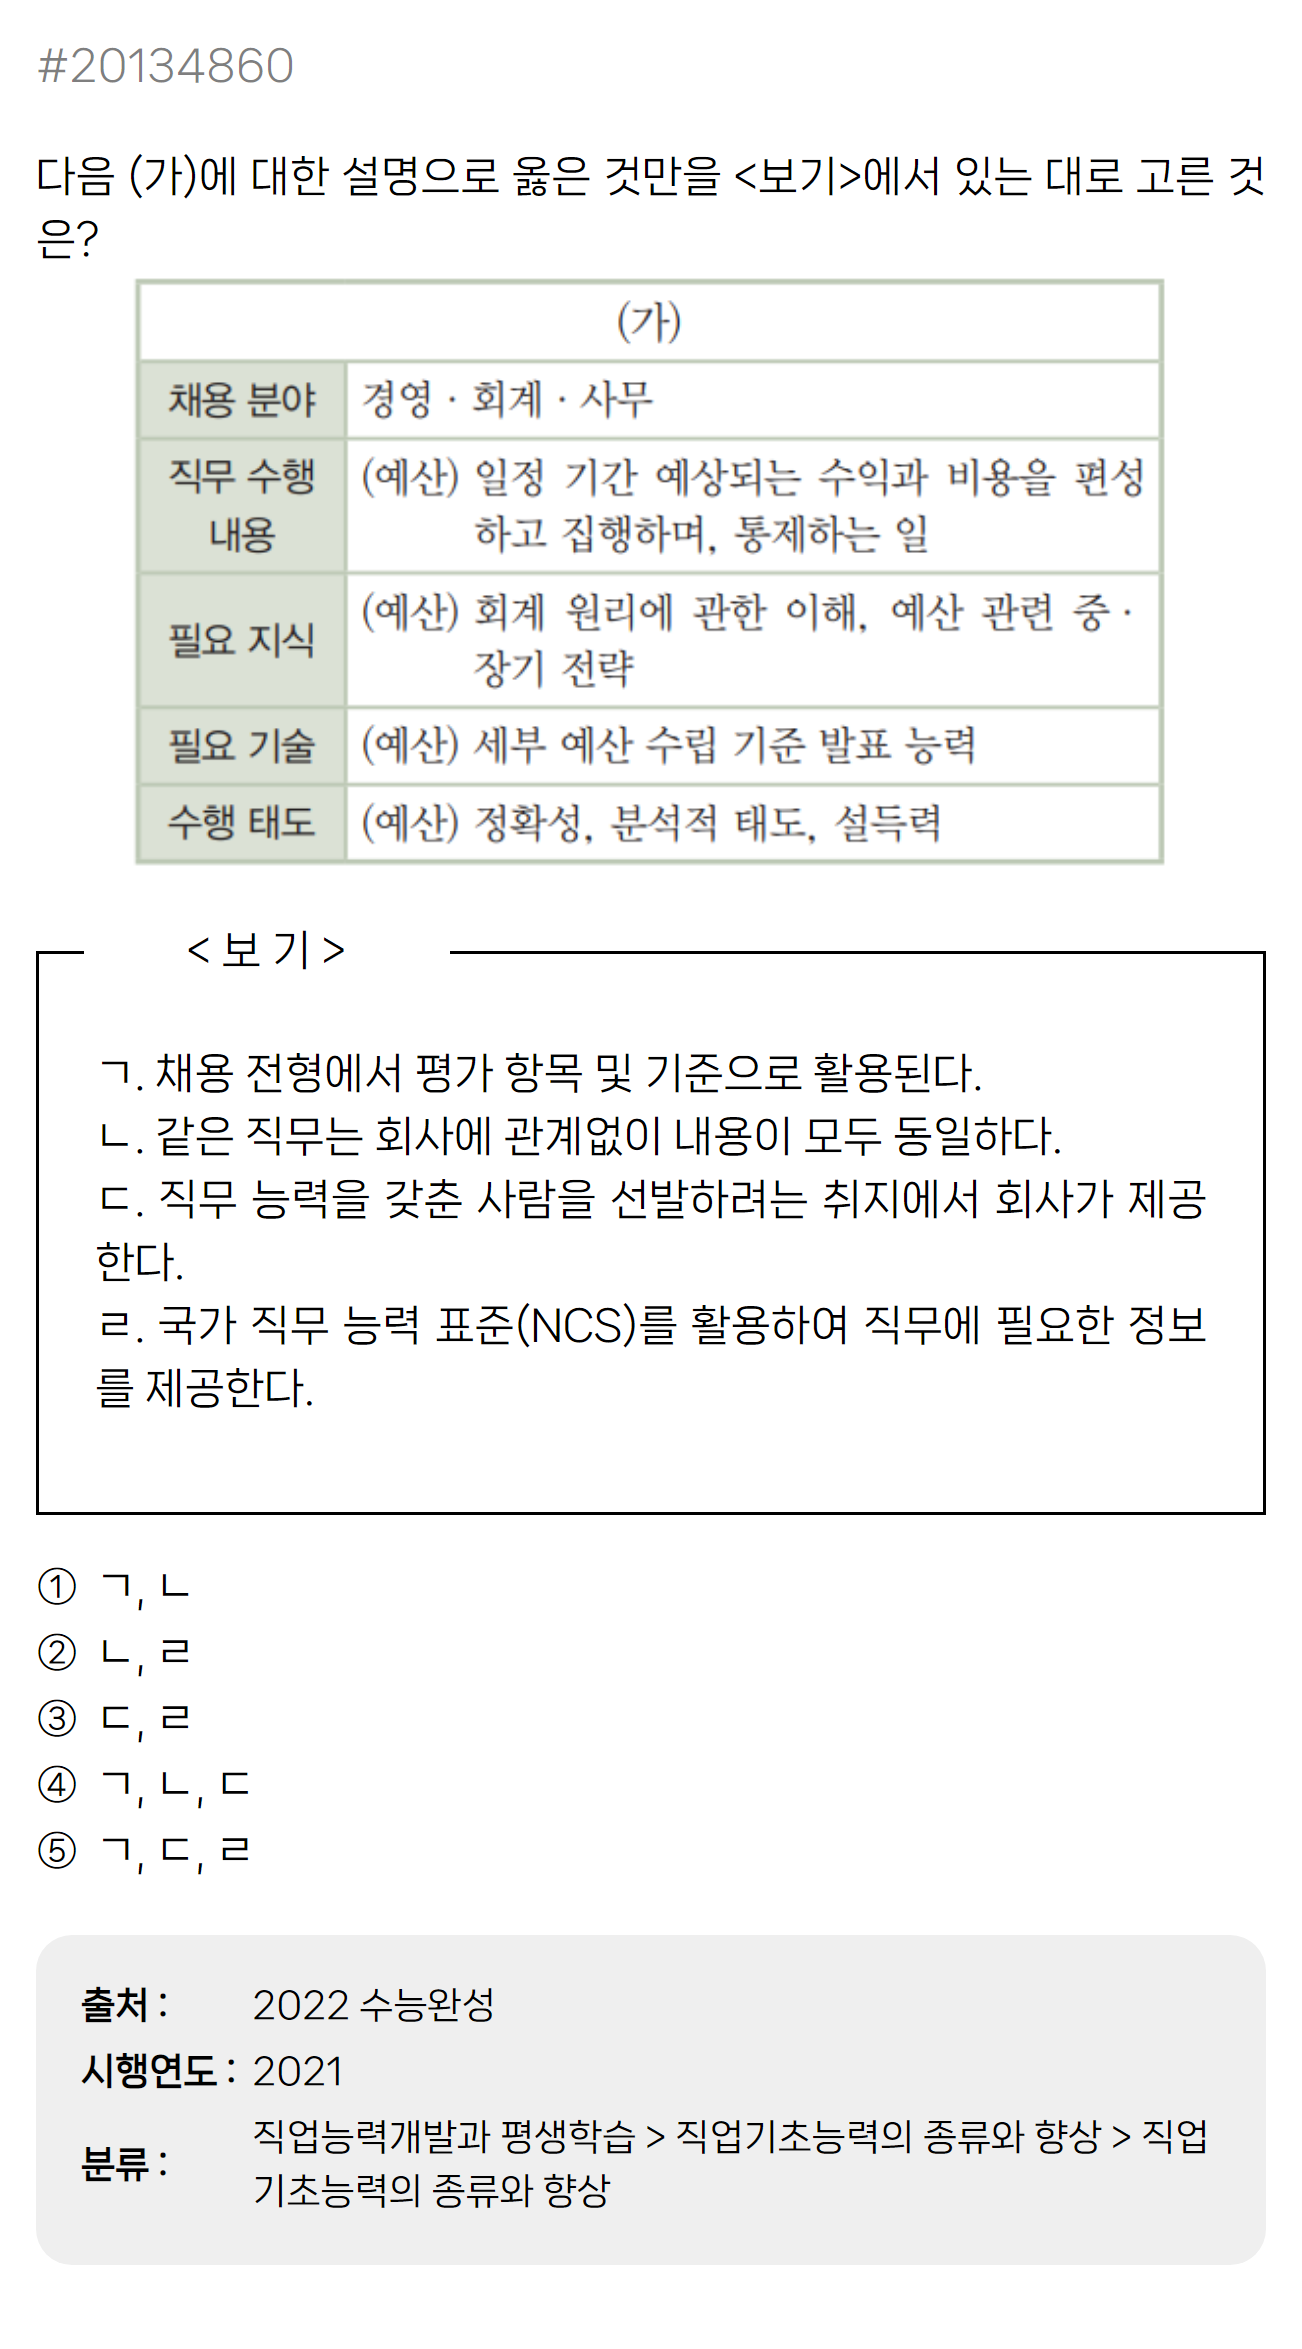 #20134860
다음 (가)에 대한 설명으로 옳은 것만을 <보기>에서 있는 대로 고른 것
은?
(가)
채용 분야 경영·회계·사무
직무 수행 내용 (예산) 일정 기간 예상되는 수익과 비용을 편성
하고 집행하며, 통제하는 일
필요 지식 (예산) 회계 원리에 관한 이해, 예산 관련 중·
장기 전략
필요 기술 (예산) 세부 예산 수립 기준 발표 능력
수행 태도 (예산) 정확성, 분석적 태도, 설득력
< 보 기 >
ㄱ. 채용 전형에서 평가 항목 및 기준으로 활용된다.
ㄴ. 같은 직무는 회사에 관계없이 내용이 모두 동일하다.
ㄷ. 직무 능력을 갖춘 사람을 선발하려는 취지에서 회사가 제공
한다.
ㄹ. 국가 직무 능력 표준(NCS)를 활용하여 직무에 필요한 정보
를 제공한다.
① ㄱ, ㄴ
② ㄴ, ㄹ
③ ㄷ, ㄹ
④ ㄱ, ㄴ, ㄷ
⑤ ㄱ, ㄷ, ㄹ
출처 : 2022 수능완성
시행연도 : 2021
분류 : 직업능력개발과 평생학습 > 직업기초능력의 종류와 향상 > 직업
기초능력의 종류와 향상